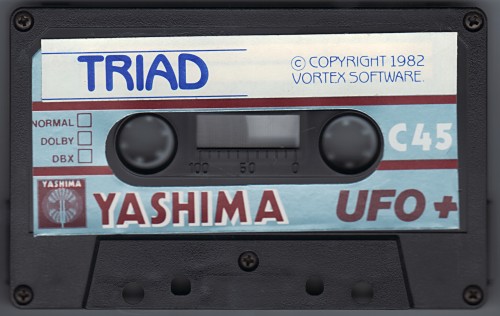 TRIAD
© COPYRIGHT 1982
VORTEX SOFTWARE.
NORMAL
DOLBY
DBX
C45
100 50 0
YASHIMA
YASHIMA UFO+